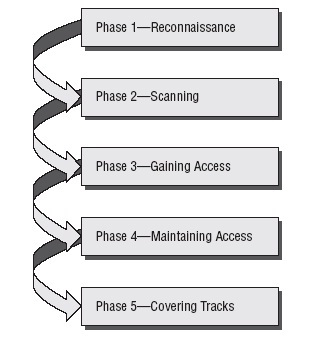 Phase 1—Reconnaissance
Phase 2—Scanning
Phase 3—Gaining Access
Phase 4—Maintaining Access
Phase 5—Covering Tracks